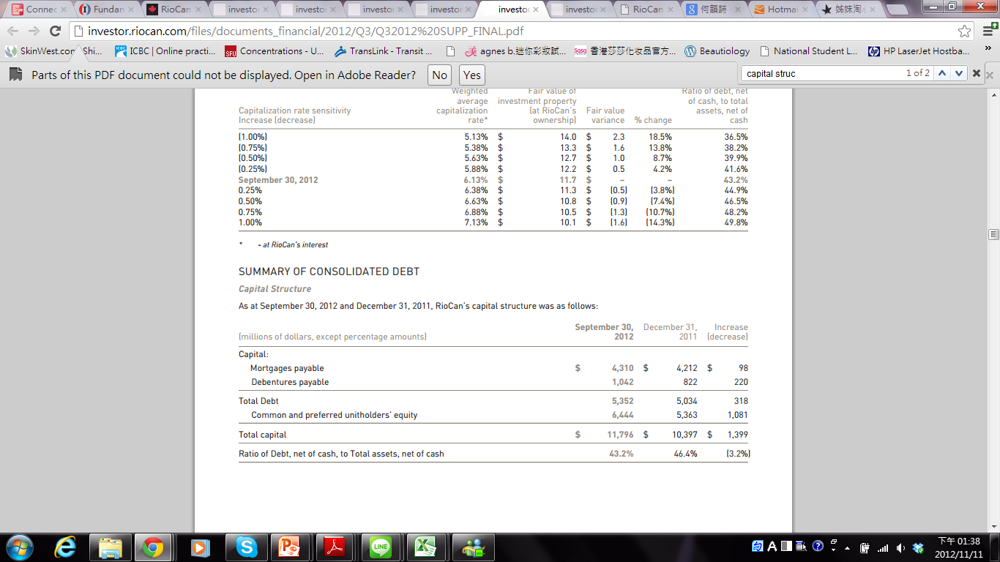 Connec
Fundan
RioCan
investor
investor
investor
investor
investor
investor
RioCan
何韻詩 -
Hotmai
姊妹淘
investor.riocan.com/files/documents_financial/2012/Q3/Q32012%20SUPP_FINAL.pdf
SkinWest.com Shi...
ICBC | Online practi...
SFU Concentrations - U...
TransLink - Transit ...
agnes b.迷你彩妝試...
Sasa 香港莎莎化妝品官方...
Beautiology
National Student L...
HP LaserJet Hostba...
»
Parts of this PDF document could not be displayed. Open in Adobe Reader? No Yes
capital struc 1 of 2
Weighted Fair value of Ratio of debt, net
average investment property of cash, to total
Capitalization rate sensitivity capitalization (at RioCan's Fair value assets, net of
Increase (decrease) rate* ownership) variance % change cash
(1.00%) 5.13% $ 14.0 $ 2.3 18.5% 36.5%
(0.75%) 5.38% $ 13.3 $ 1.6 13.8% 38.2%
(0.50%) 5.63% $ 12.7 $ 1.0 8.7% 39.9%
(0.25%) 5.88% $ 12.2 $ 0.5 4.2% 41.6%
September 30, 2012 6.13% $ 11.7 $ – – 43.2%
0.25% 6.38% $ 11.3 $ (0.5) (3.8%) 44.9%
0.50% 6.63% $ 10.8 $ (0.9) (7.4%) 46.5%
0.75% 6.88% $ 10.5 $ (1.3) (10.7%) 48.2%
1.00% 7.13% $ 10.1 $ (1.6) (14.3%) 49.8%
* - at RioCan's interest
SUMMARY OF CONSOLIDATED DEBT
Capital Structure
As at September 30, 2012 and December 31, 2011, RioCan's capital structure was as follows:
September 30, December 31, Increase
(millions of dollars, except percentage amounts) 2012 2011 (decrease)
Capital:
Mortgages payable $ 4,310 $ 4,212 $ 98
Debentures payable 1,042 822 220
Total Debt 5,352 5,034 318
Common and preferred unitholders' equity 6,444 5,363 1,081
Total capital $ 11,796 $ 10,397 $ 1,399
Ratio of Debt, net of cash, to Total assets, net of cash 43.2% 46.4% (3.2%)
LINE
A
下午 01:38
2012/11/11